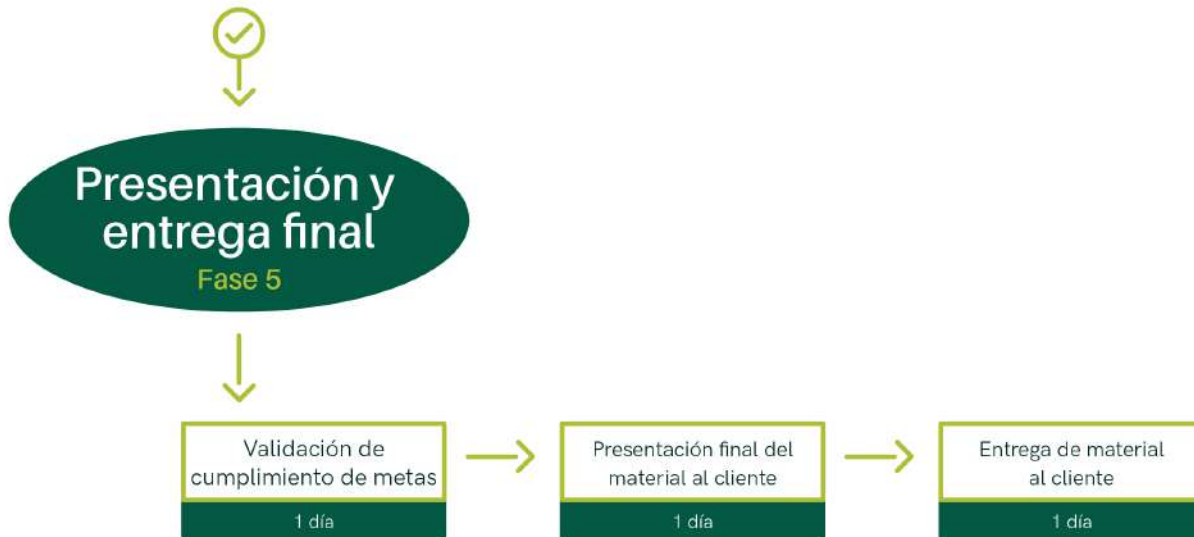 Presentación y
entrega final
Fase 5
Validación de
cumplimiento de metas
1 día
Presentación final del
material al cliente
1 día
Entrega de material
al cliente
1 día